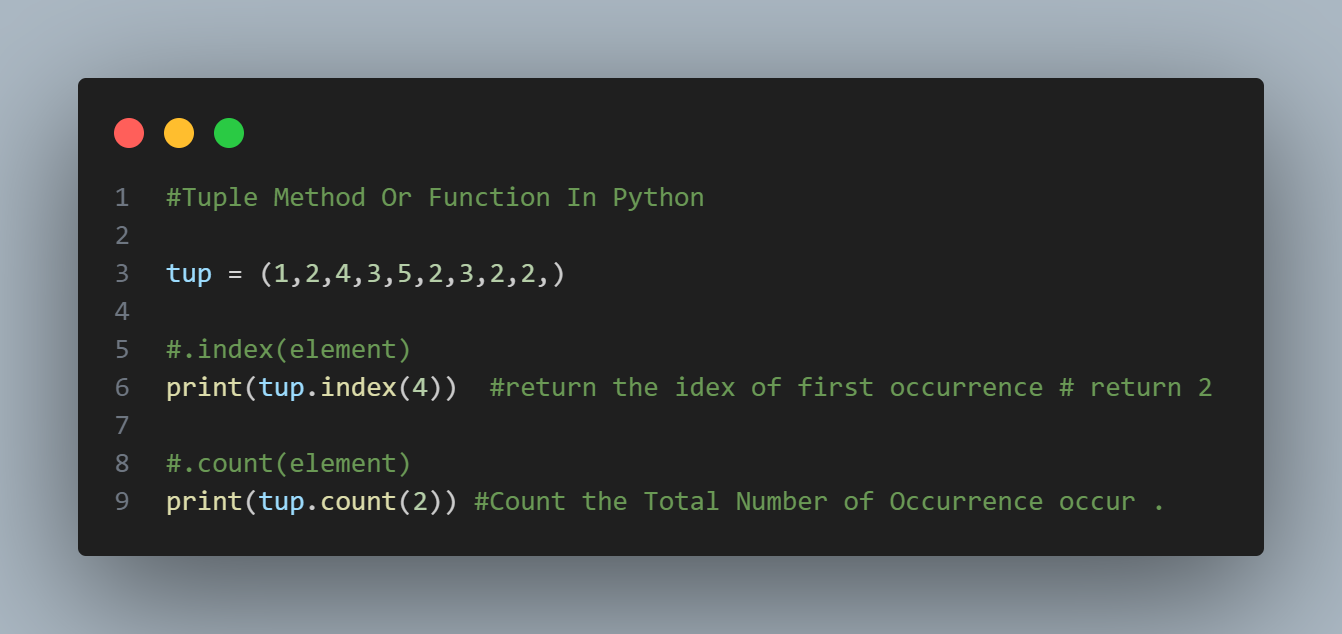 1 #Tuple Method Or Function In Python
2
3 tup = (1,2,4,3,5,2,3,2,2,)
4
5 #.index(element)
6 print(tup.index(4))  #return the idex of first occurrence # return 2
7
8 #.count(element)
9 print(tup.count(2)) #Count the Total Number of Occurrence occur .